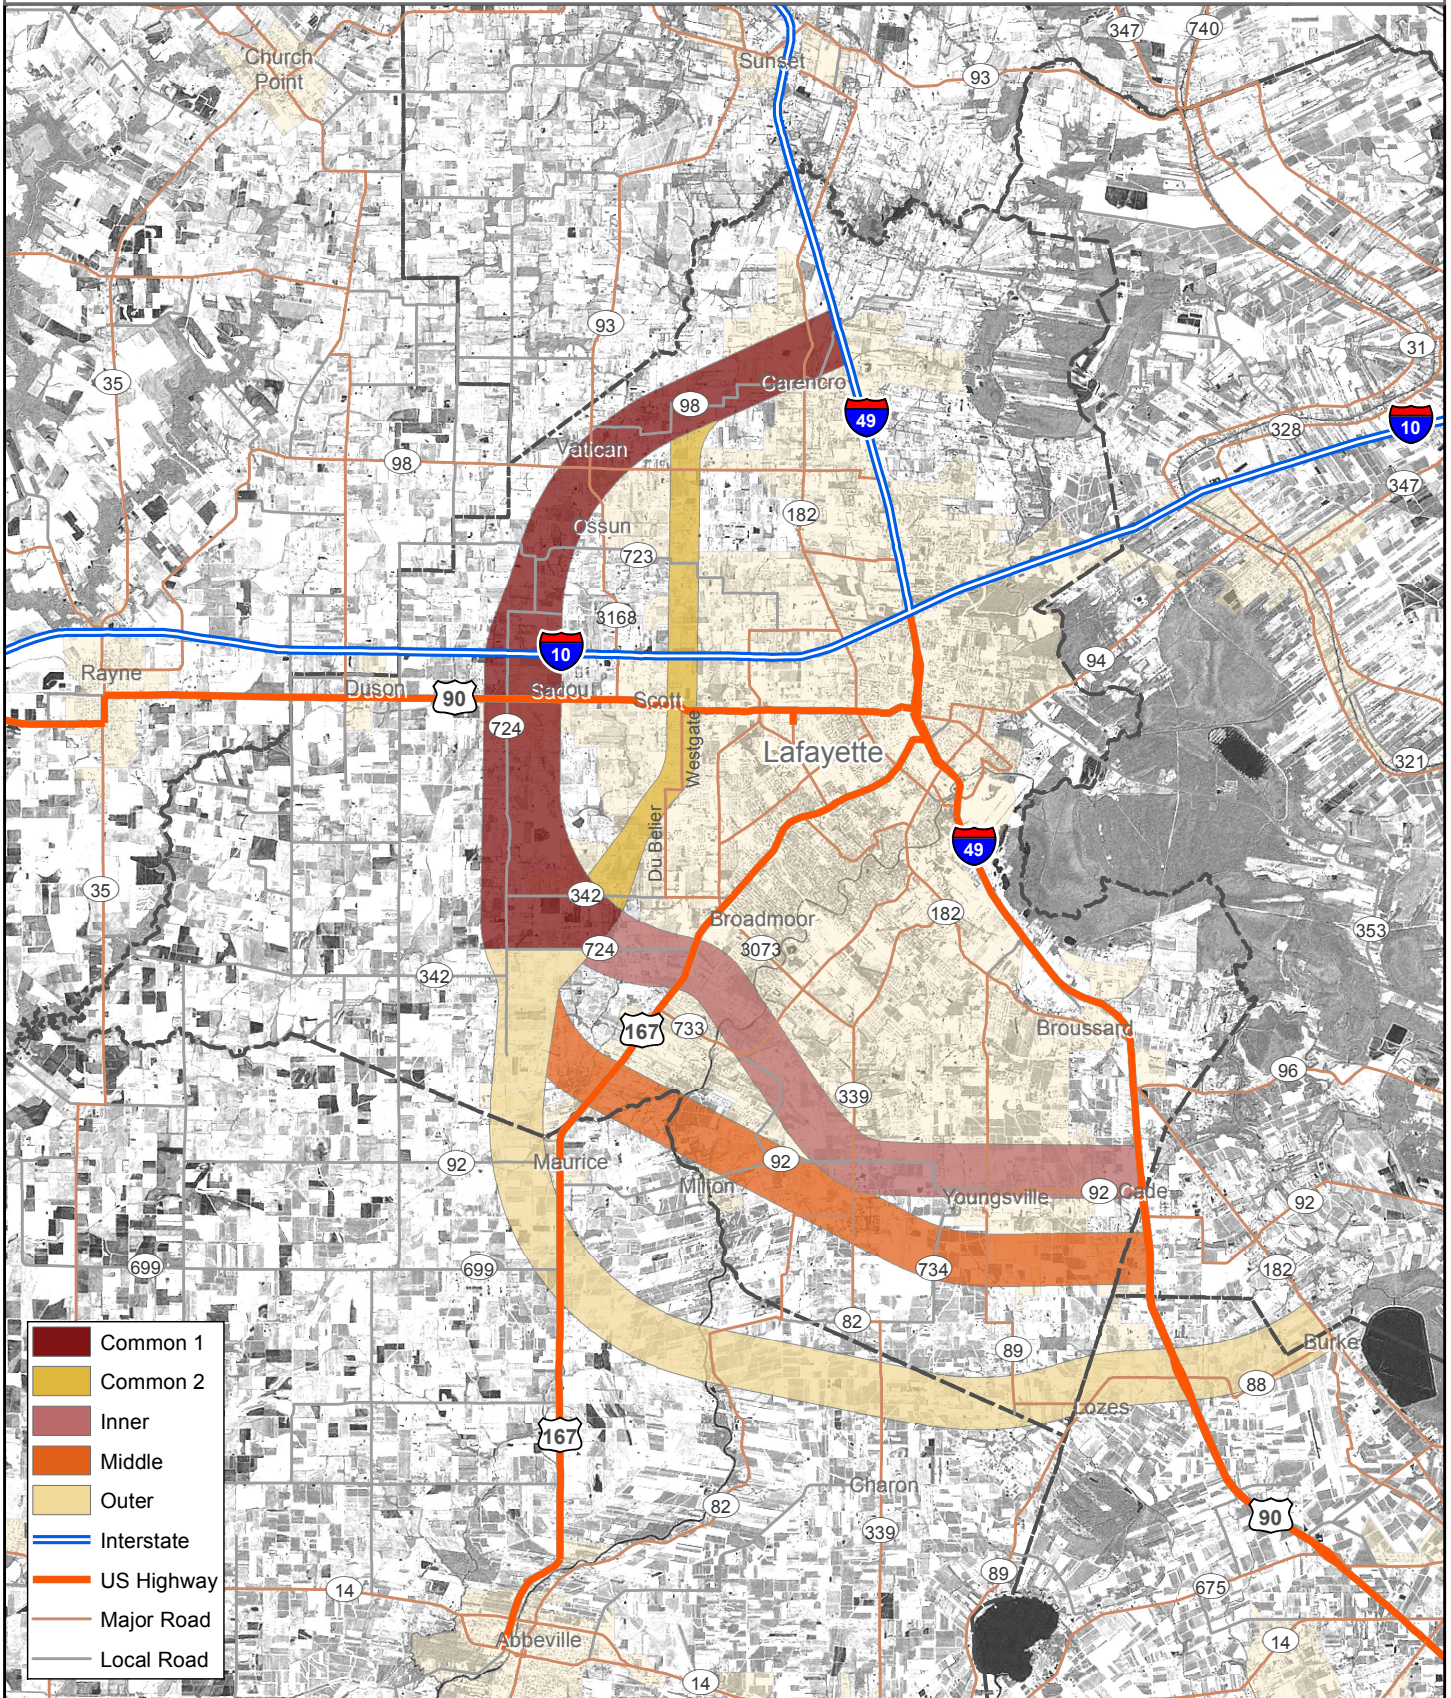 347
740
Church
Point
Sunset
93
93
31
35
Carencro
98
49
10
328
Vatican
98
347
182
Ossun
723
3168
10
94
Rayne
Duson
90
Sadou
Scott
724
Westgate
Lafayette
321
Du Belier
49
35
342
182
Broadmoor
353
724
3073
342
167
733
Broussard
96
339
92
Maurice
92
Milton
Youngsville
92
Cade
92
699
699
734
182
82
Burke
89
88
Lozes
167
Charon
82
339
90
89
675
14
Abbeville
14
14
Common 1
Common 2
Inner
Middle
Outer
Interstate
US Highway
Major Road
Local Road